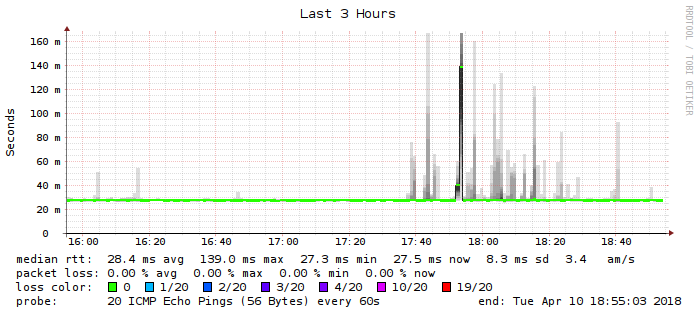 Last 3 Hours
RRDTOOL / TOBI OETIKER
Seconds
160 m
140 m
120 m
100 m
80 m
60 m
40 m
20 m
0
16:00 16:20 16:40 17:00 17:20 17:40 18:00 18:20 18:40
median rtt: 28.4 ms avg 139.0 ms max 27.3 ms min 27.5 ms now 8.3 ms sd 3.4 am/s
packet loss: 0.00 % avg 0.00 % max 0.00 % min 0.00 % now
loss color: 0 1/20 2/20 3/20 4/20 10/20 19/20
probe: 20 ICMP Echo Pings (56 Bytes) every 60s end: Tue Apr 10 18:55:03 2018